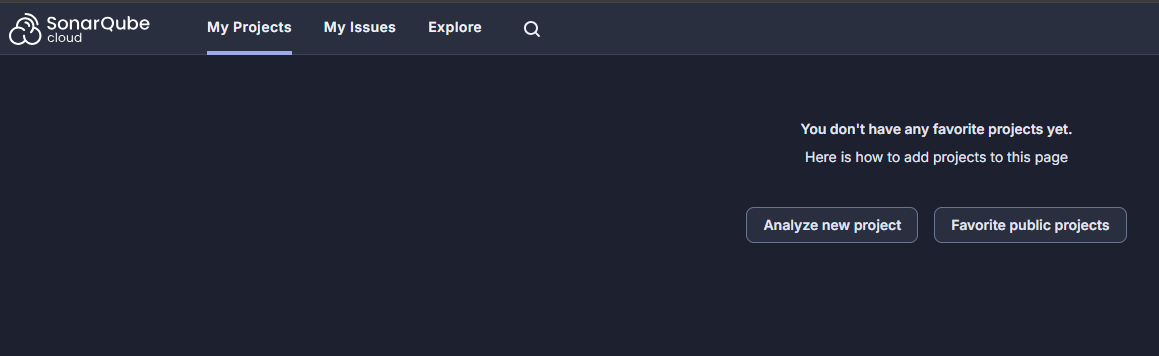 SonarQube
cloud
My Projects
My Issues
Explore
You don't have any favorite projects yet.
Here is how to add projects to this page
Analyze new project
Favorite public projects